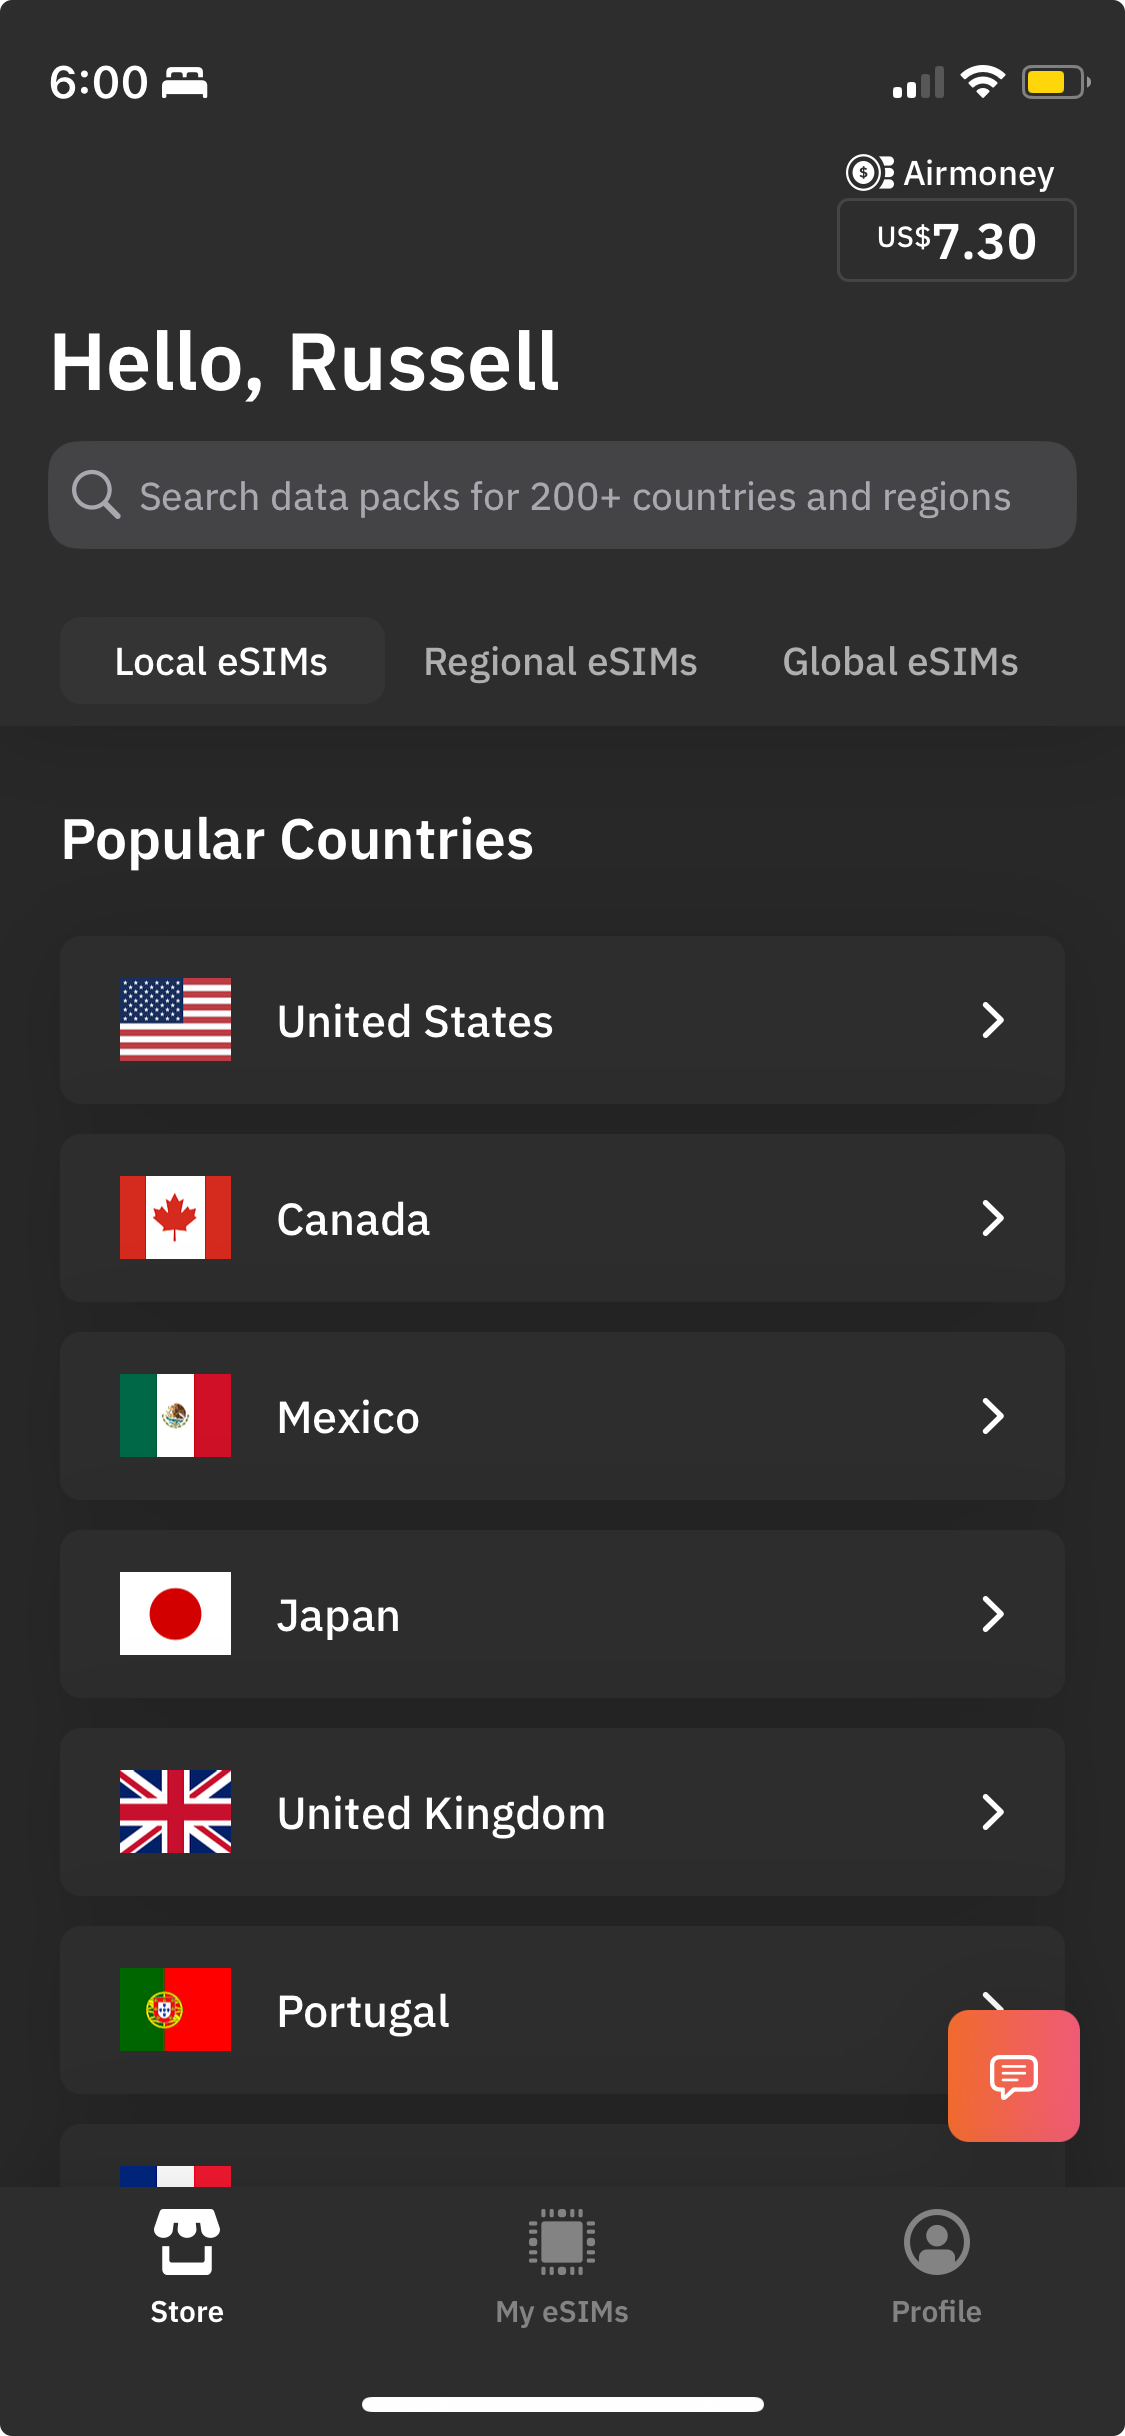 6:00
Airmoney
US$7.30
Hello, Russell
Search data packs for 200+ countries and regions
Local eSIMs Regional eSIMs Global eSIMs
Popular Countries
United States
Canada
Mexico
Japan
United Kingdom
Portugal
Store My eSIMs Profile